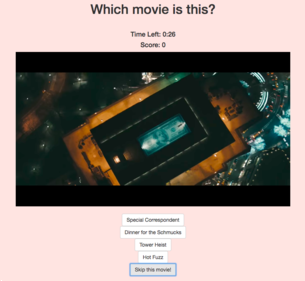 Which movie is this?
Time Left: 0:26
Score: 0
Special Correspondent
Dinner for the Schmucks
Tower Heist
Hot Fuzz
Skip this movie!